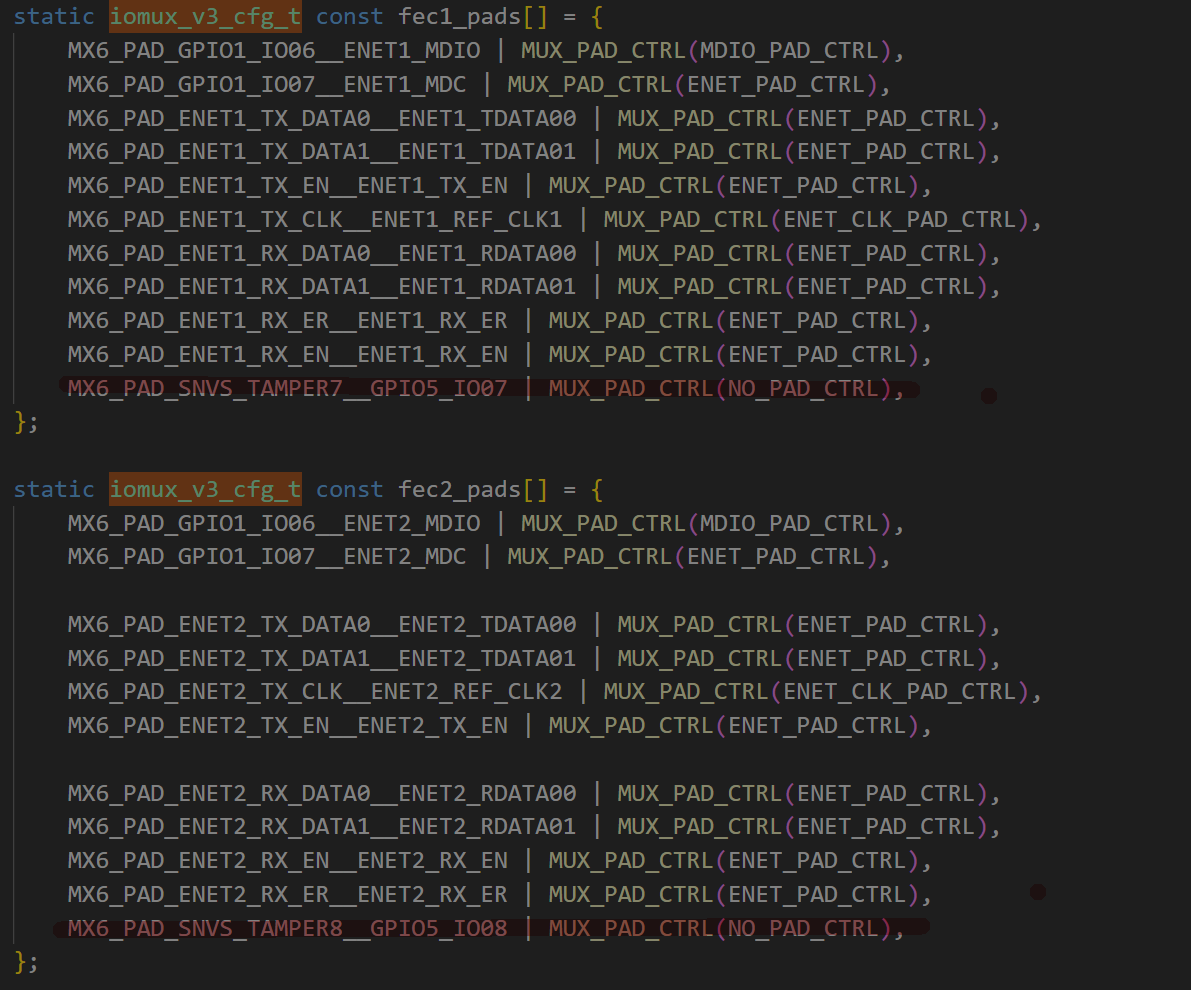 static iomux_v3_cfg_t const fec1_pads[] = {
MX6_PAD_GPIO1_IO06__ENET1_MDIO | MUX_PAD_CTRL(MDIO_PAD_CTRL),
MX6_PAD_GPIO1_IO07__ENET1_MDC | MUX_PAD_CTRL(ENET_PAD_CTRL),
MX6_PAD_ENET1_TX_DATA0__ENET1_TDATA00 | MUX_PAD_CTRL(ENET_PAD_CTRL),
MX6_PAD_ENET1_TX_DATA1__ENET1_TDATA01 | MUX_PAD_CTRL(ENET_PAD_CTRL),
MX6_PAD_ENET1_TX_EN__ENET1_TX_EN | MUX_PAD_CTRL(ENET_PAD_CTRL),
MX6_PAD_ENET1_TX_CLK__ENET1_REF_CLK1 | MUX_PAD_CTRL(ENET_CLK_PAD_CTRL),
MX6_PAD_ENET1_RX_DATA0__ENET1_RDATA00 | MUX_PAD_CTRL(ENET_PAD_CTRL),
MX6_PAD_ENET1_RX_DATA1__ENET1_RDATA01 | MUX_PAD_CTRL(ENET_PAD_CTRL),
MX6_PAD_ENET1_RX_ER__ENET1_RX_ER | MUX_PAD_CTRL(ENET_PAD_CTRL),
MX6_PAD_ENET1_RX_EN__ENET1_RX_EN | MUX_PAD_CTRL(ENET_PAD_CTRL),
MX6_PAD_SNVS_TAMPER7__GPIO5_IO07 | MUX_PAD_CTRL(NO_PAD_CTRL),
};
static iomux_v3_cfg_t const fec2_pads[] = {
MX6_PAD_GPIO1_IO06__ENET2_MDIO | MUX_PAD_CTRL(MDIO_PAD_CTRL),
MX6_PAD_GPIO1_IO07__ENET2_MDC | MUX_PAD_CTRL(ENET_PAD_CTRL),
MX6_PAD_ENET2_TX_DATA0__ENET2_TDATA00 | MUX_PAD_CTRL(ENET_PAD_CTRL),
MX6_PAD_ENET2_TX_DATA1__ENET2_TDATA01 | MUX_PAD_CTRL(ENET_PAD_CTRL),
MX6_PAD_ENET2_TX_CLK__ENET2_REF_CLK2 | MUX_PAD_CTRL(ENET_CLK_PAD_CTRL),
MX6_PAD_ENET2_TX_EN__ENET2_TX_EN | MUX_PAD_CTRL(ENET_PAD_CTRL),
MX6_PAD_ENET2_RX_DATA0__ENET2_RDATA00 | MUX_PAD_CTRL(ENET_PAD_CTRL),
MX6_PAD_ENET2_RX_DATA1__ENET2_RDATA01 | MUX_PAD_CTRL(ENET_PAD_CTRL),
MX6_PAD_ENET2_RX_EN__ENET2_RX_EN | MUX_PAD_CTRL(ENET_PAD_CTRL),
MX6_PAD_ENET2_RX_ER__ENET2_RX_ER | MUX_PAD_CTRL(ENET_PAD_CTRL),
MX6_PAD_SNVS_TAMPER8__GPIO5_IO08 | MUX_PAD_CTRL(NO_PAD_CTRL),
};